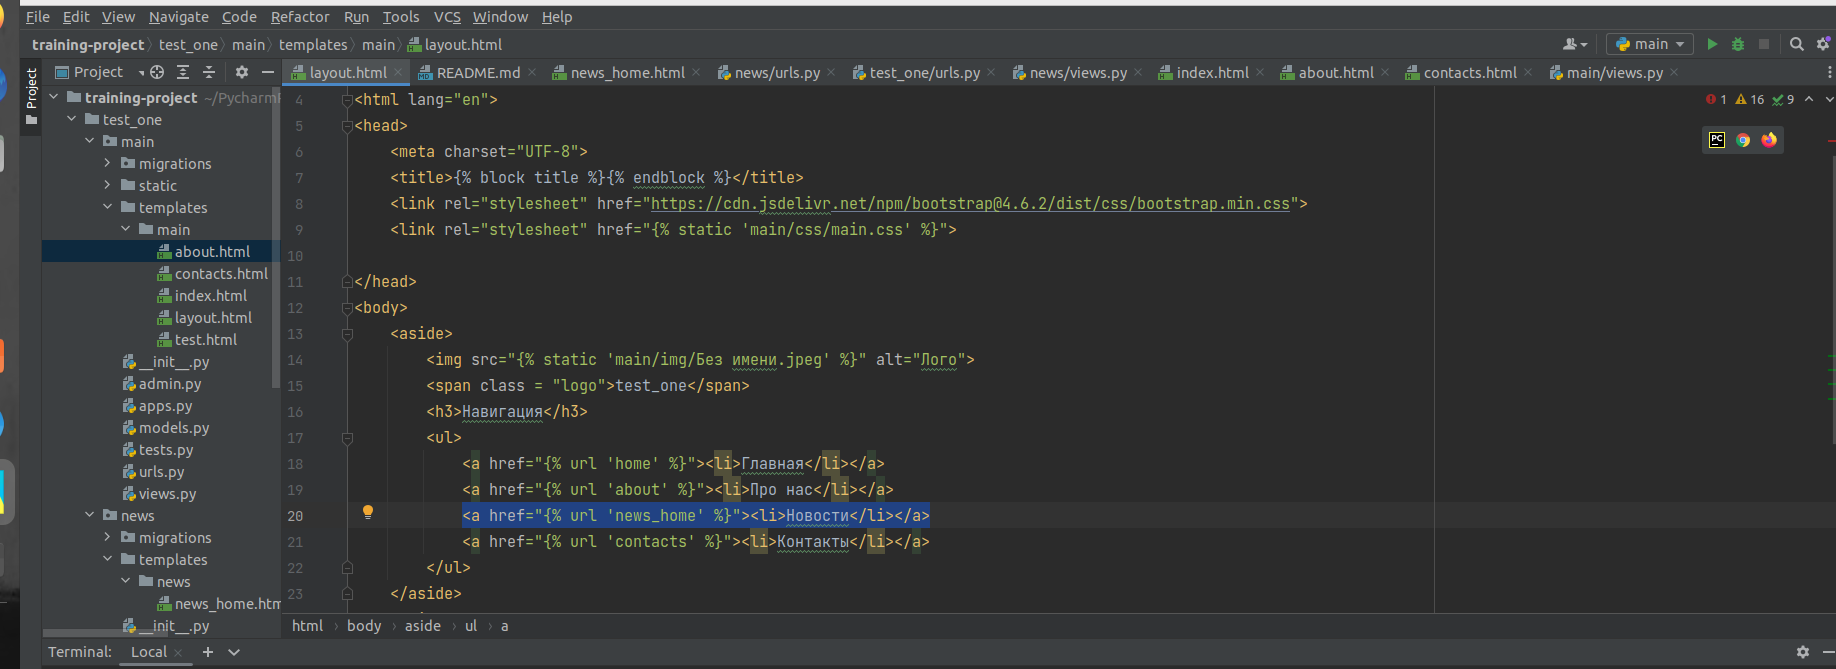 File Edit View Navigate Code Refactor Run Tools VCS Window Help
training-project test_one main templates main layout.html main
Project
Project layout.html README.md news_home.html news/urls.py test_one/urls.py news/views.py index.html about.html contacts.html main/views.py
training-project ~/Pycharm
test_one
main
migrations
static
templates
main
about.html
contacts.html
index.html
layout.html
test.html
__init__.py
admin.py
apps.py
models.py
tests.py
urls.py
views.py
news
migrations
templates
news
news_home.htm
__init__.py
1 16 9
4 <html lang="en">
5 <head>
6 <meta charset="UTF-8">
7 <title>{% block title %}{% endblock %}</title>
8 <link rel="stylesheet" href="https://cdn.jsdelivr.net/npm/bootstrap@4.6.2/dist/css/bootstrap.min.css">
9 <link rel="stylesheet" href="{% static 'main/css/main.css' %}">
10
11 </head>
12 <body>
13 <aside>
14 <img src="{% static 'main/img/Без имени.jpeg' %}" alt="Лого">
15 <span class = "logo">test_one</span>
16 <h3>Навигация</h3>
17 <ul>
18 <a href="{% url 'home' %}"><li>Главная</li></a>
19 <a href="{% url 'about' %}"><li>Про нас</li></a>
20 <a href="{% url 'news_home' %}"><li>Новости</li></a>
21 <a href="{% url 'contacts' %}"><li>Контакты</li></a>
22 </ul>
23 </aside>
html body aside ul a
Terminal: Local